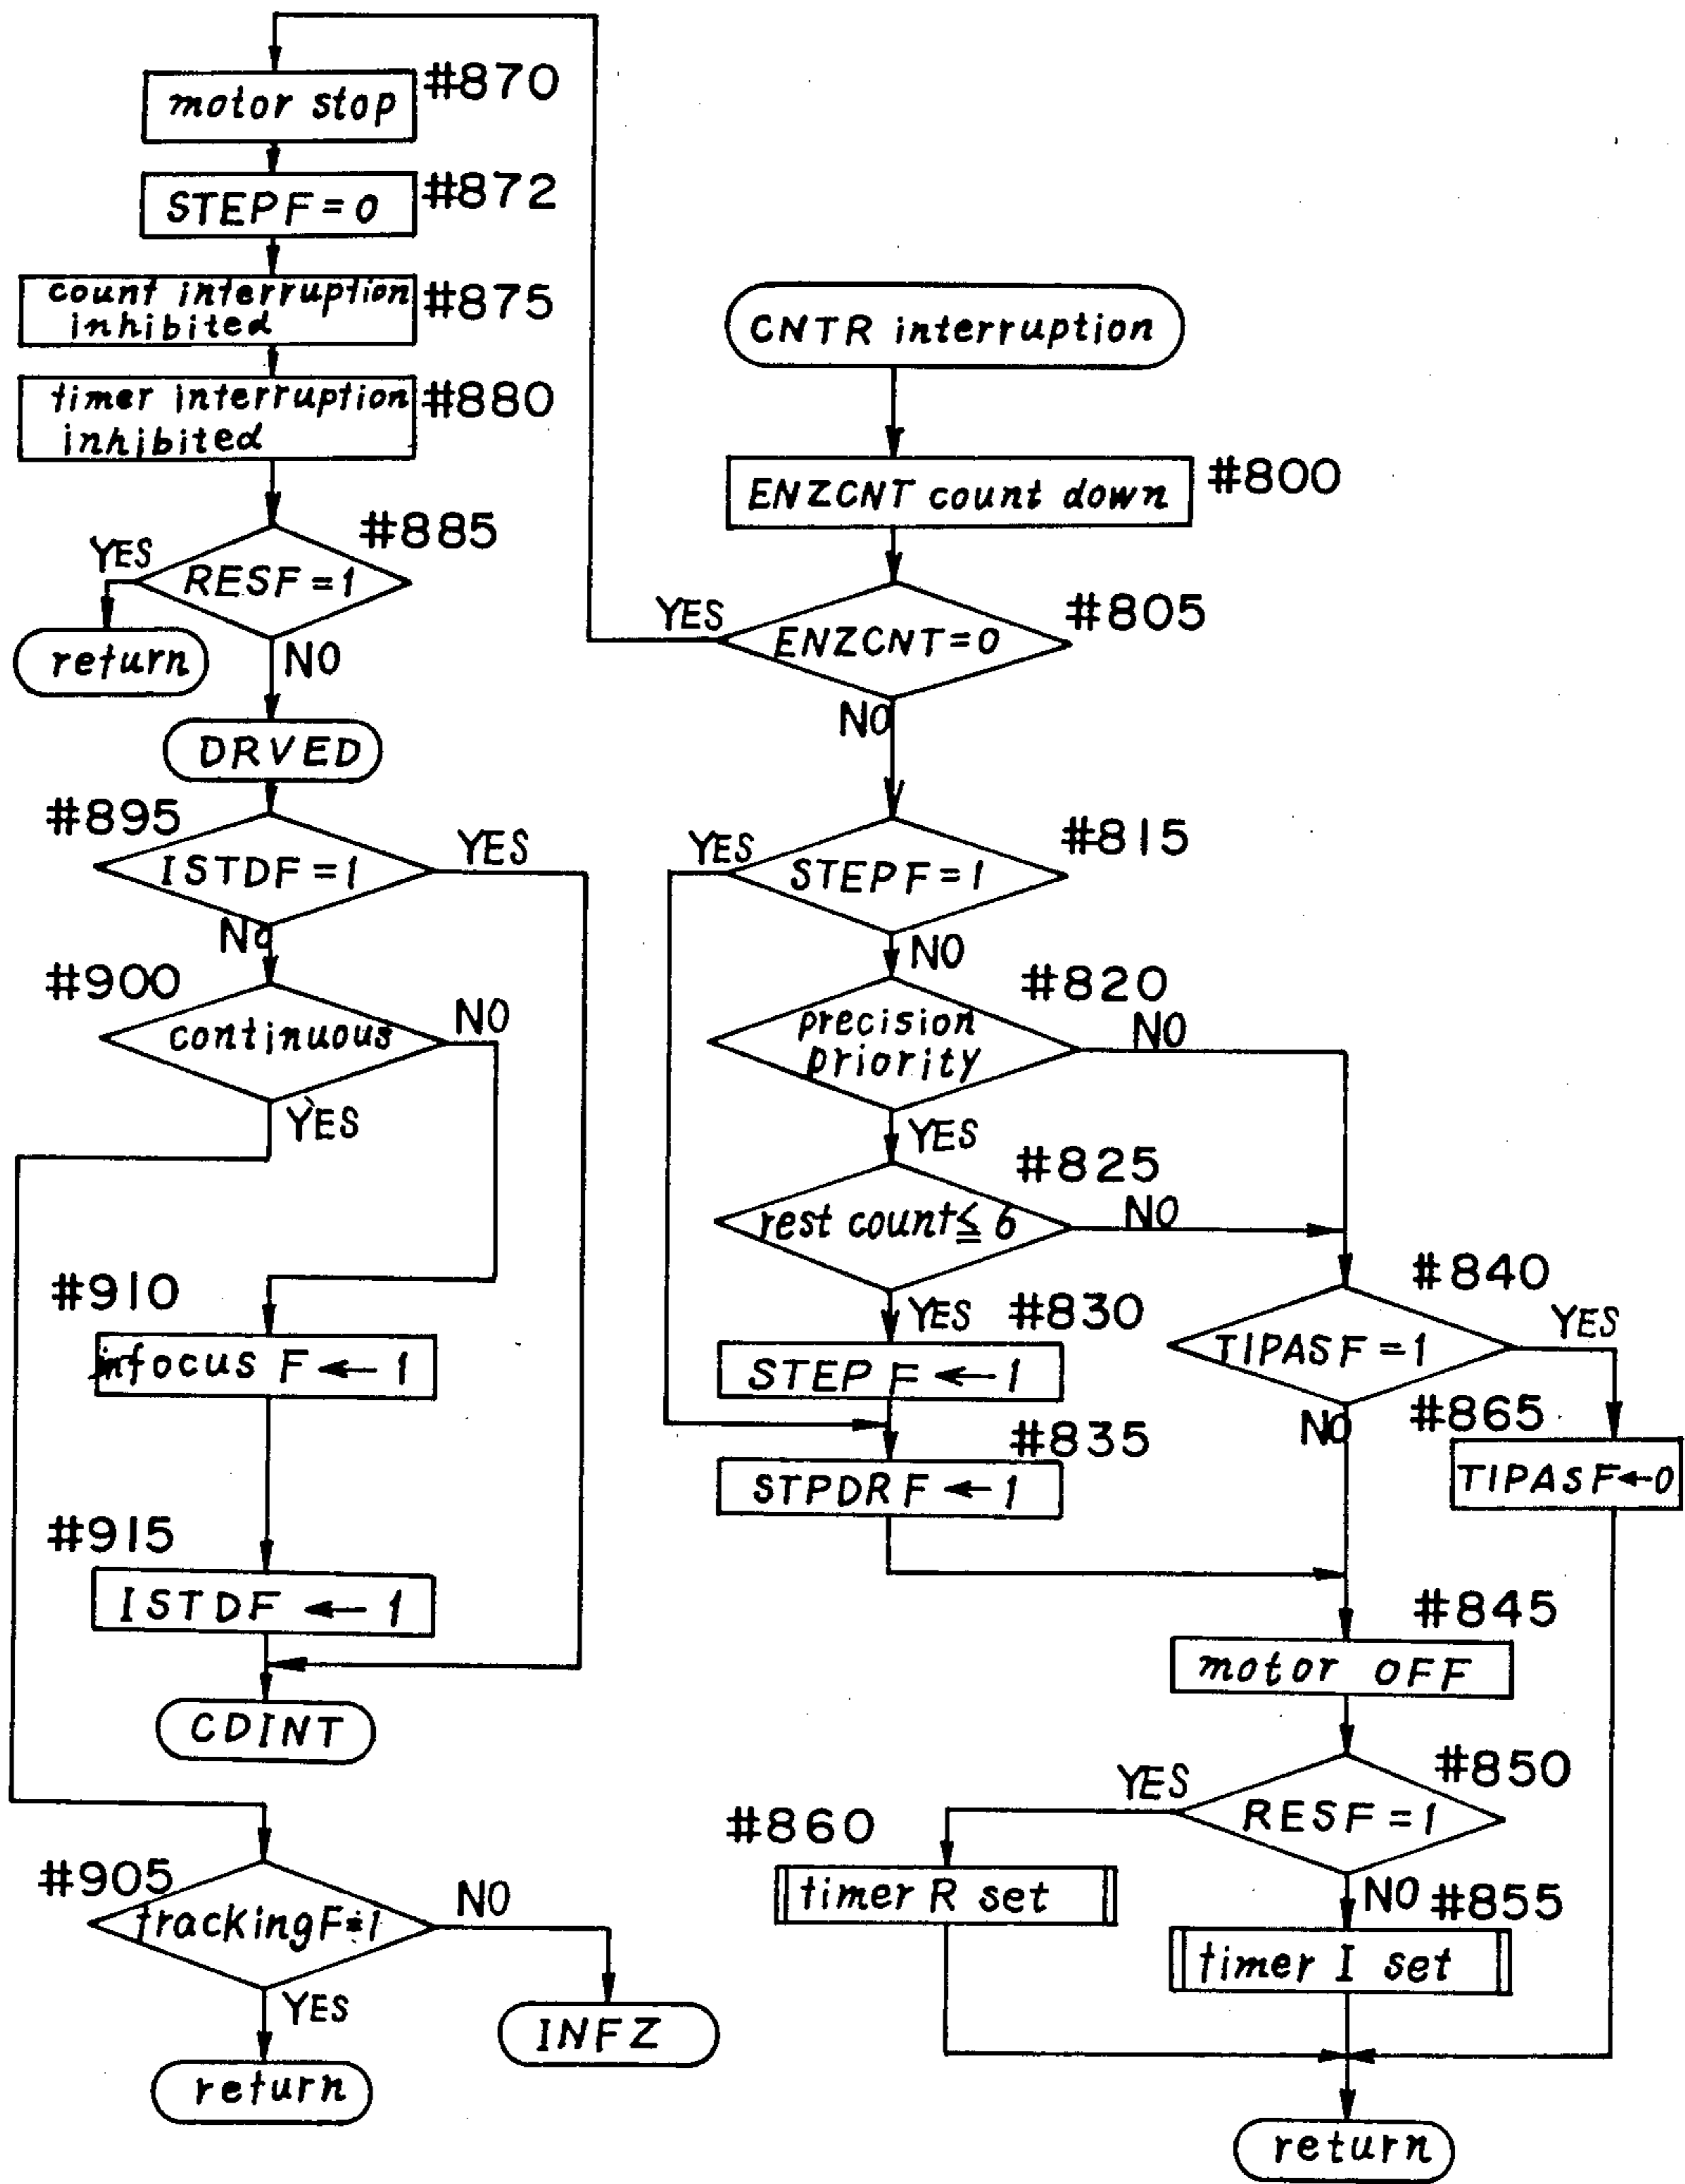 motor stop
#870
STEPF=0
#872
count interruption
inhibited
#875
timer interruption
inhibited
#880
#885
YES
RESF=1
return
NO
DRVED
#895
ISTDF=1
YES
NO
#900
continuous
NO
YES
#910
infocus F ← 1
#915
ISTDF ← 1
CDINT
#905
trackingF=1
NO
YES
INFZ
return
CNTR interruption
ENZCNT count down
#800
YES
ENZCNT=0
#805
NO
YES
STEPF=1
#815
NO
#820
precision
priority
NO
YES
#825
rest count≦6
NO
YES
#830
STEP F ← 1
#835
STPDR F ← 1
#840
TIPASF=1
YES
NO
#865
TIPASF←0
#845
motor OFF
#850
YES
RESF=1
#860
timer R set
NO
#855
timer I set
return